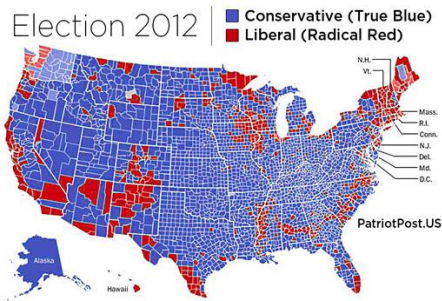 Election 2012
Conservative (True Blue)
Liberal (Radical Red)
N.H.
Vt.
Mass.
R.I.
Conn.
N.J.
Del.
Md.
D.C.
PatriotPost.US
Alaska
Hawaii